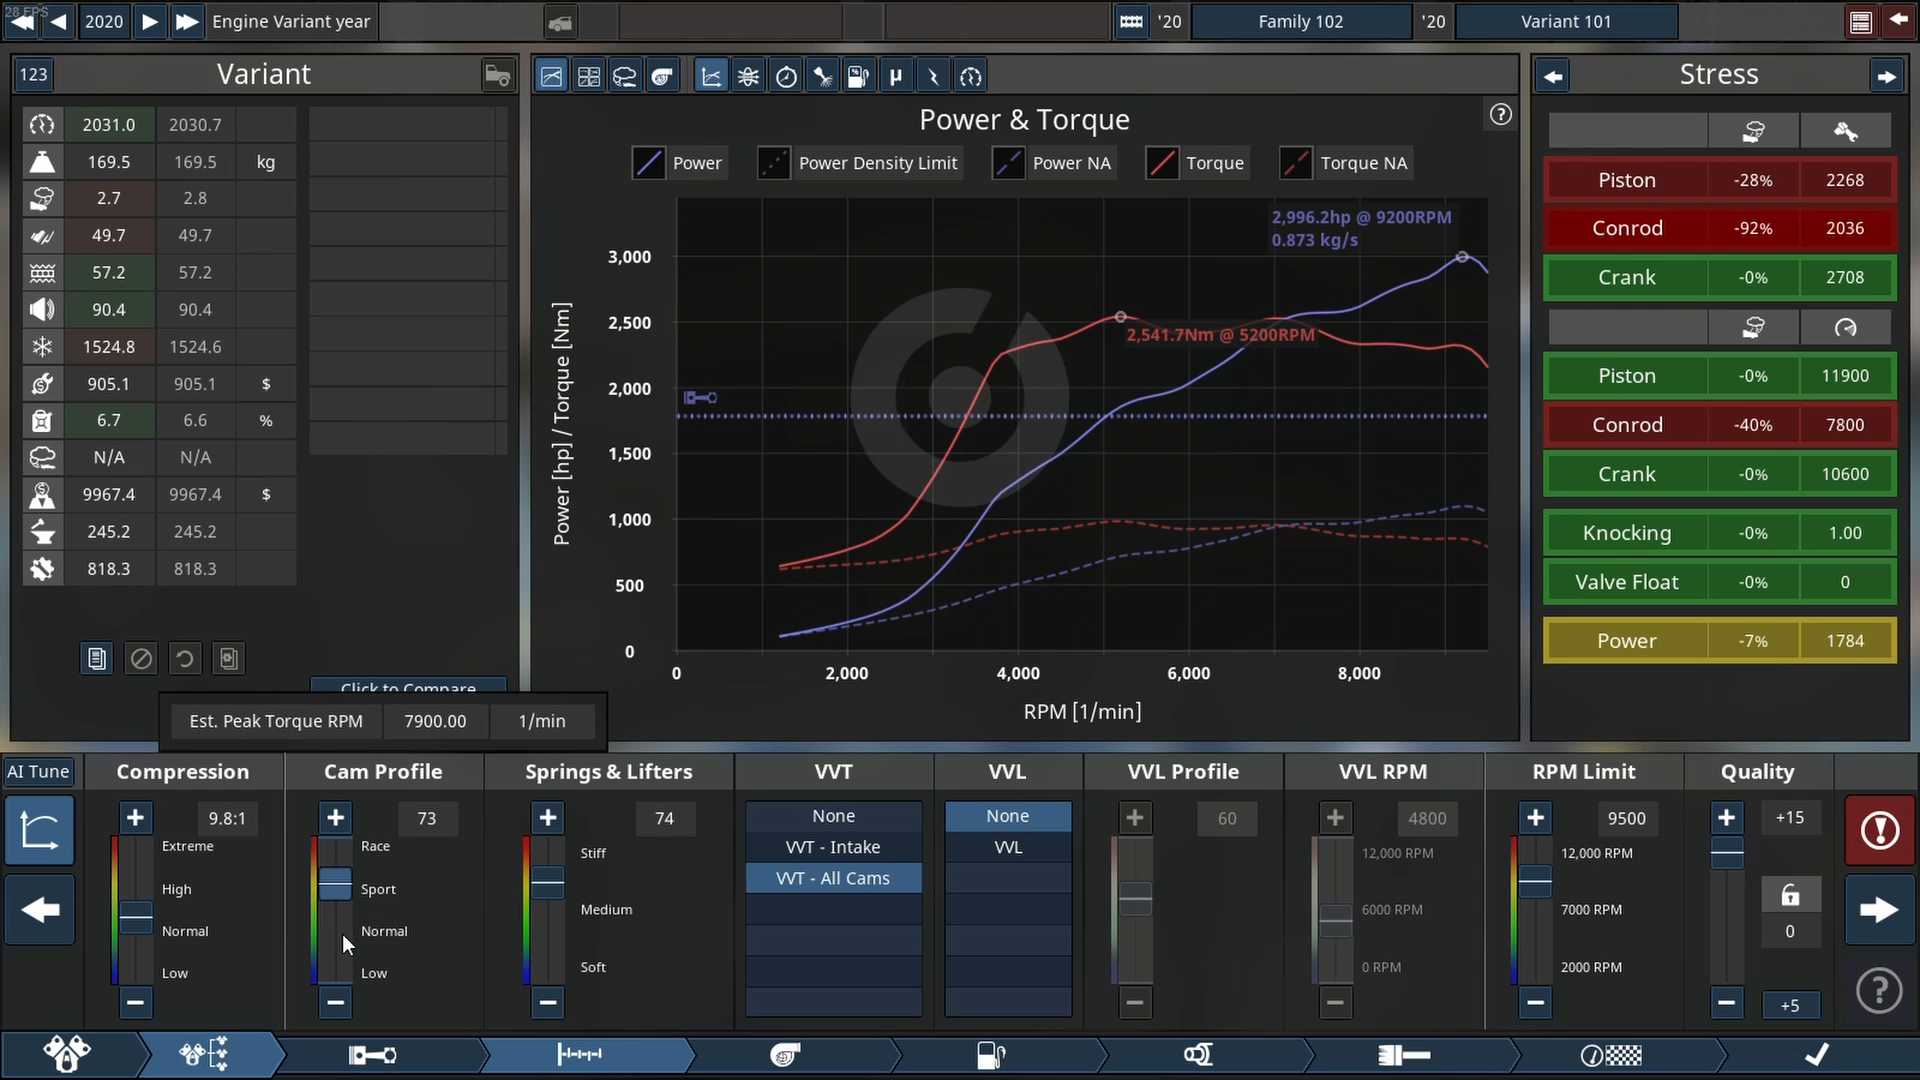 28 FPS
2020 Engine Variant year '20 Family 102 '20 Variant 101
123 Variant
2031.0 2030.7
169.5 169.5 kg
2.7 2.8
49.7 49.7
57.2 57.2
90.4 90.4
1524.8 1524.6
905.1 905.1 $
6.7 6.6 %
N/A N/A
9967.4 9967.4 $
245.2 245.2
818.3 818.3
Click to Compare
Est. Peak Torque RPM 7900.00 1/min
µ
Power & Torque
?
Power Power Density Limit Power NA Torque Torque NA
2,996.2hp @ 9200RPM
0.873 kg/s
2,541.7Nm @ 5200RPM
Power [hp] / Torque [Nm]
3,000
2,500
2,000
1,500
1,000
500
0
0 2,000 4,000 6,000 8,000
RPM [1/min]
Stress
Piston -28% 2268
Conrod -92% 2036
Crank -0% 2708
Piston -0% 11900
Conrod -40% 7800
Crank -0% 10600
Knocking -0% 1.00
Valve Float -0% 0
Power -7% 1784
AI Tune
Compression
9.8:1
Extreme
High
Normal
Low
Cam Profile
73
Race
Sport
Normal
Low
Springs & Lifters
74
Stiff
Medium
Soft
VVT
None
VVT - Intake
VVT - All Cams
VVL
None
VVL
VVL Profile
60
VVL RPM
4800
12,000 RPM
6000 RPM
0 RPM
RPM Limit
9500
12,000 RPM
7000 RPM
2000 RPM
Quality
+15
0
+5
?